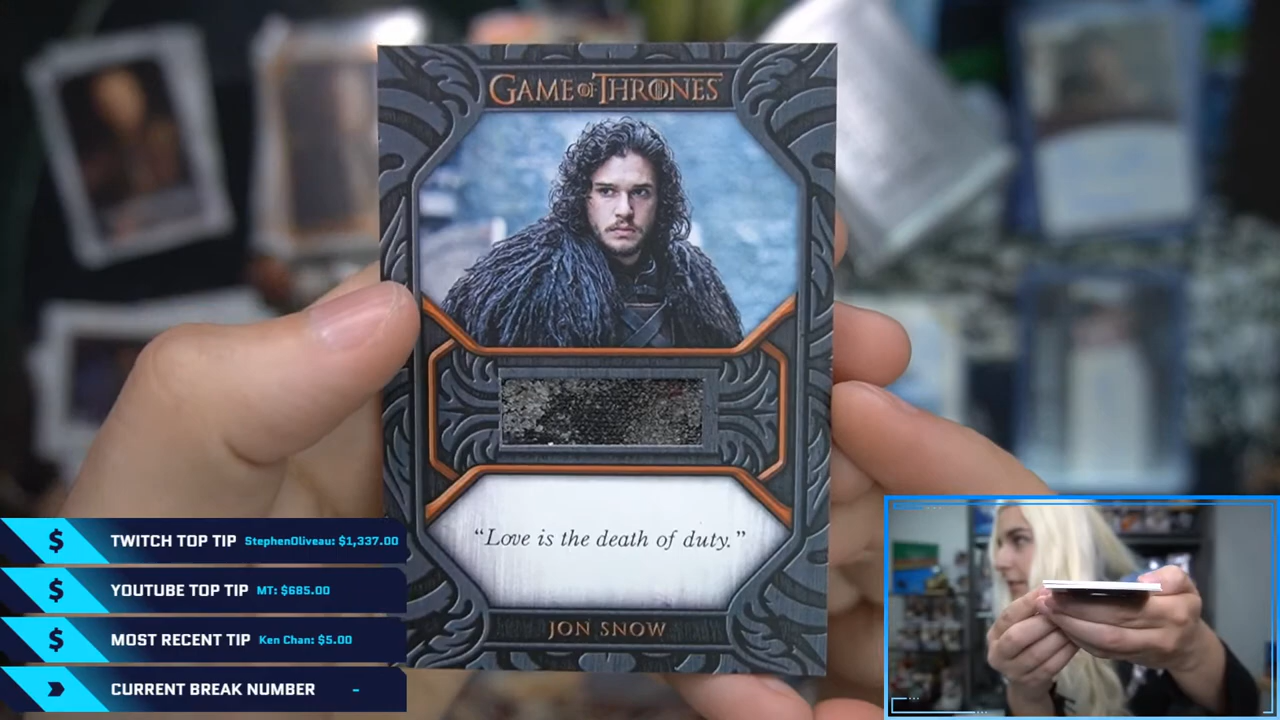 GAME OF THRONES
"Love is the death of duty."
JON SNOW
TWITCH TOP TIP StephenOliveau: $1,337.00
YOUTUBE TOP TIP MT: $685.00
MOST RECENT TIP Ken Chan: $5.00
CURRENT BREAK NUMBER -